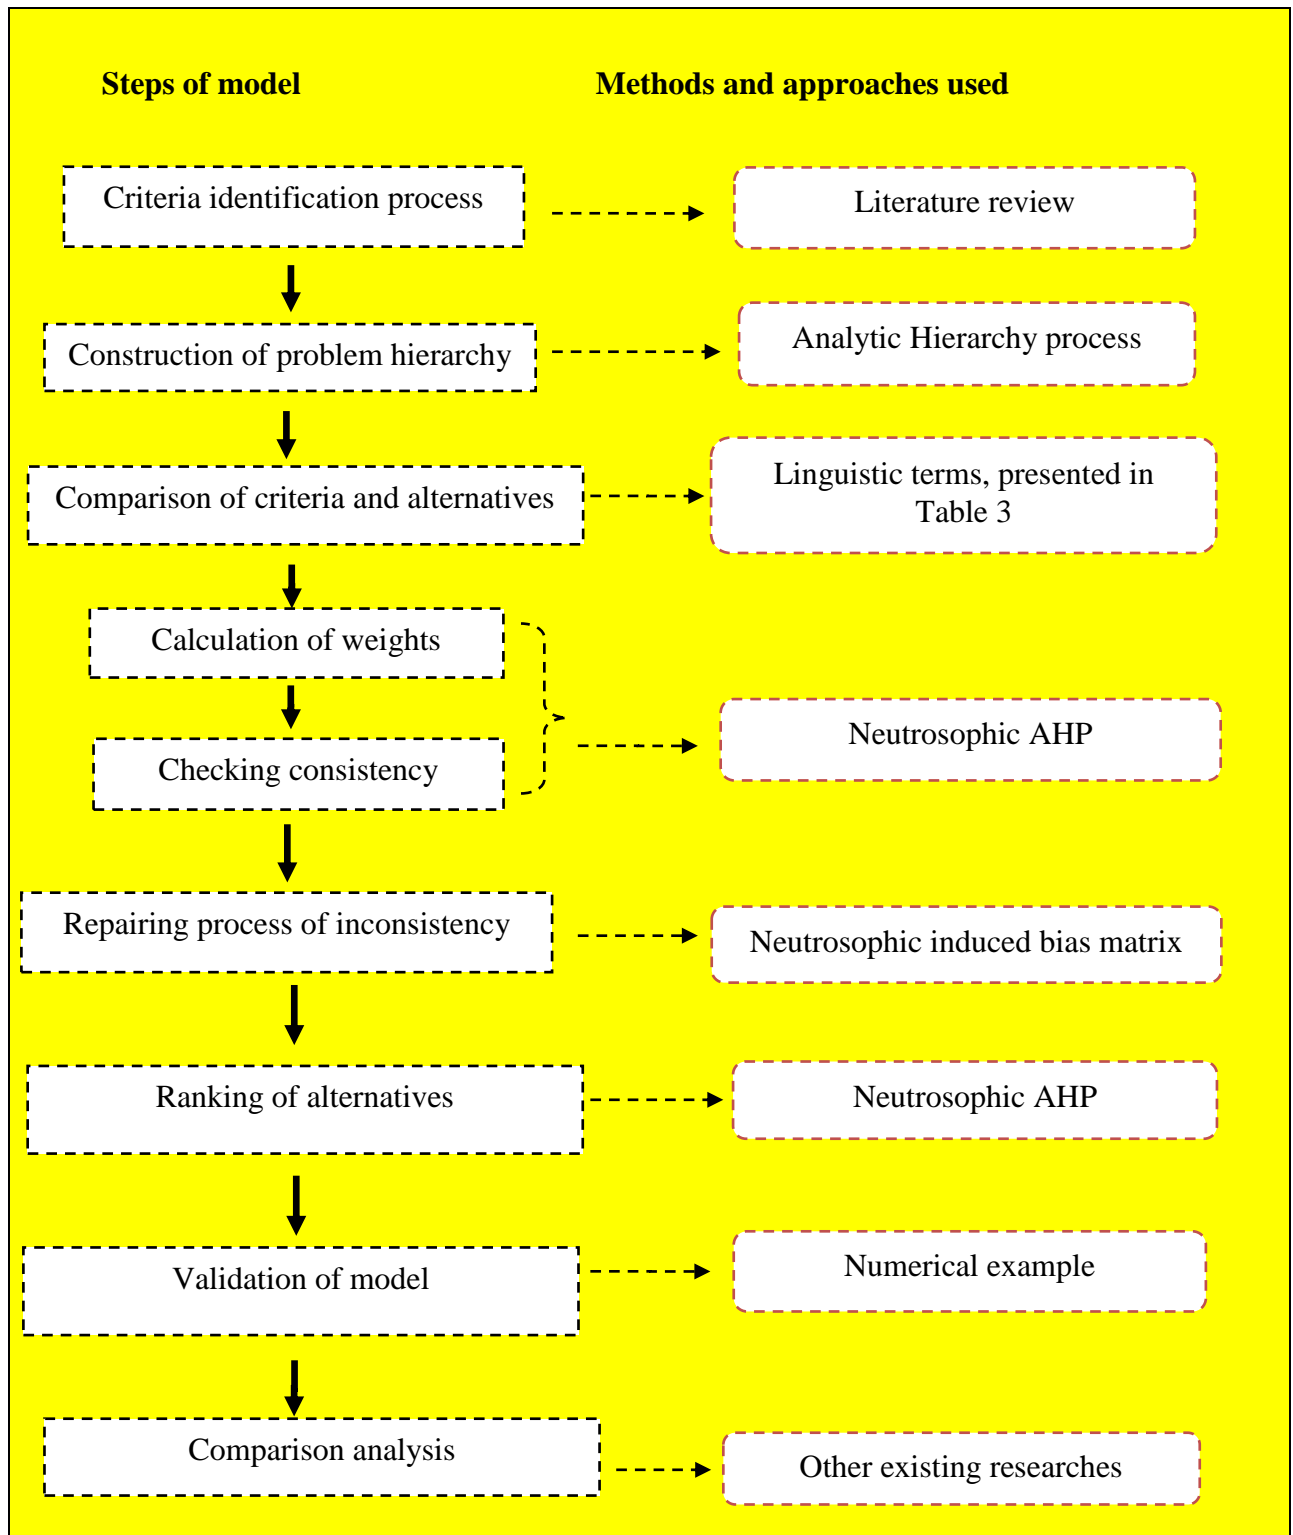 Steps of model
Methods and approaches used
Criteria identification process
Literature review
Construction of problem hierarchy
Analytic Hierarchy process
Comparison of criteria and alternatives
Linguistic terms, presented in
Table 3
Calculation of weights
Checking consistency
Neutrosophic AHP
Repairing process of inconsistency
Neutrosophic induced bias matrix
Ranking of alternatives
Neutrosophic AHP
Validation of model
Numerical example
Comparison analysis
Other existing researches